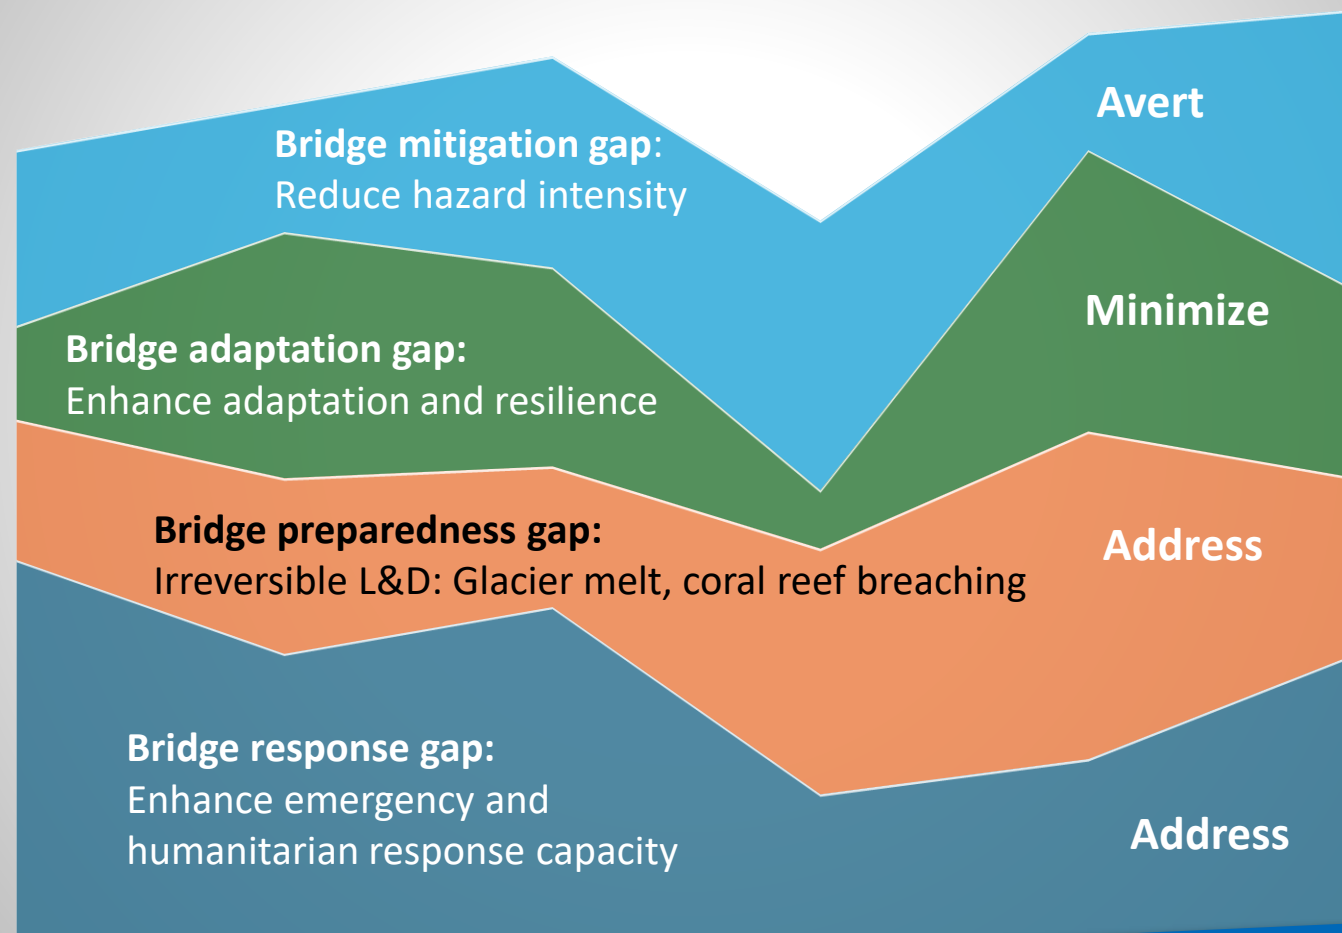 Avert
Bridge mitigation gap:
Reduce hazard intensity
Minimize
Bridge adaptation gap:
Enhance adaptation and resilience
Bridge preparedness gap:
Address
Irreversible L&D: Glacier melt, coral reef breaching
Bridge response gap:
Enhance emergency and
humanitarian response capacity
Address